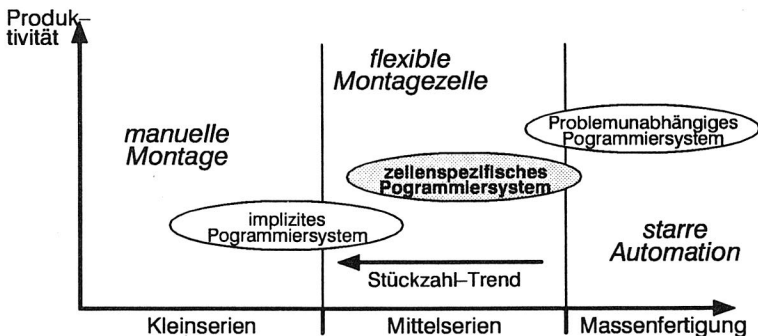 Produk-
tivität
flexible
Montagezelle
manuelle
Montage
Problemunabhängiges
Pogrammiersystem
zellenspezifisches
Pogrammiersystem
implizites
Pogrammiersystem
starre
Automation
Stückzahl-Trend
Kleinserien
Mittelserien
Massenfertigung